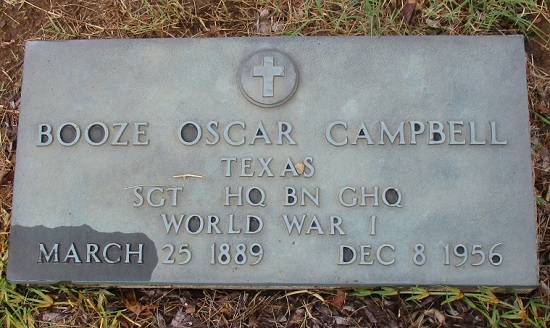 BOOZE OSCAR CAMPBELL
TEXAS
SGT HQ BN GHQ
WORLD WAR I
MARCH 25 1889 DEC 8 1956